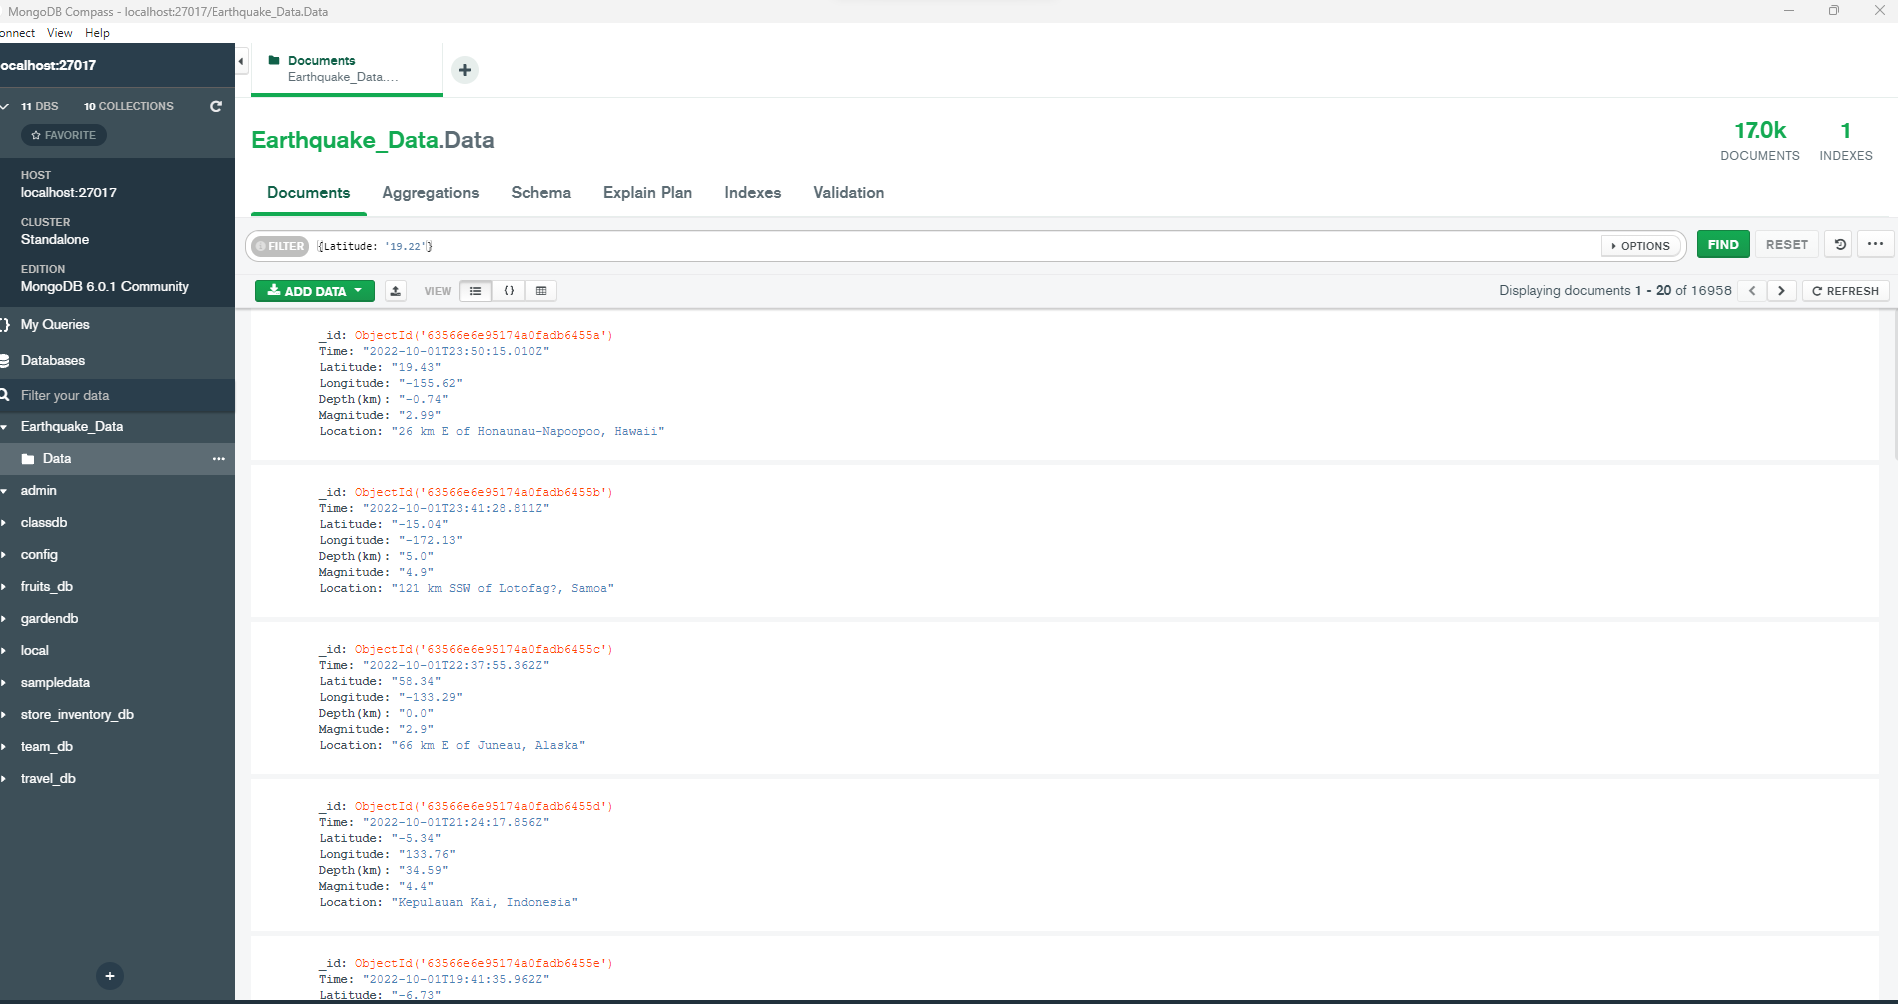 MongoDB Compass - localhost:27017/Earthquake_Data.Data
onnect View Help
ocalhost:27017
11 DBS 10 COLLECTIONS
FAVORITE
HOST
localhost:27017
CLUSTER
Standalone
EDITION
MongoDB 6.0.1 Community
{} My Queries
Databases
Filter your data
Earthquake_Data
Data
admin
classdb
config
fruits_db
gardendb
local
sampledata
store_inventory_db
team_db
travel_db
+
Documents
Earthquake_Data....
Earthquake_Data.Data
17.0k
DOCUMENTS
1
INDEXES
Documents Aggregations Schema Explain Plan Indexes Validation
FILTER {Latitude: '19.22'} OPTIONS FIND RESET
ADD DATA VIEW {} Displaying documents 1 - 20 of 16958 < > REFRESH
_id: ObjectId('63566e6e95174a0fadb6455a')
Time: "2022-10-01T23:50:15.010Z"
Latitude: "19.43"
Longitude: "-155.62"
Depth(km): "-0.74"
Magnitude: "2.99"
Location: "26 km E of Honaunau-Napoopoo, Hawaii"
_id: ObjectId('63566e6e95174a0fadb6455b')
Time: "2022-10-01T23:41:28.811Z"
Latitude: "-15.04"
Longitude: "-172.13"
Depth(km): "5.0"
Magnitude: "4.9"
Location: "121 km SSW of Lotofag?, Samoa"
_id: ObjectId('63566e6e95174a0fadb6455c')
Time: "2022-10-01T22:37:55.362Z"
Latitude: "58.34"
Longitude: "-133.29"
Depth(km): "0.0"
Magnitude: "2.9"
Location: "66 km E of Juneau, Alaska"
_id: ObjectId('63566e6e95174a0fadb6455d')
Time: "2022-10-01T21:24:17.856Z"
Latitude: "-5.34"
Longitude: "133.76"
Depth(km): "34.59"
Magnitude: "4.4"
Location: "Kepulauan Kai, Indonesia"
_id: ObjectId('63566e6e95174a0fadb6455e')
Time: "2022-10-01T19:41:35.962Z"
Latitude: "-6.73"